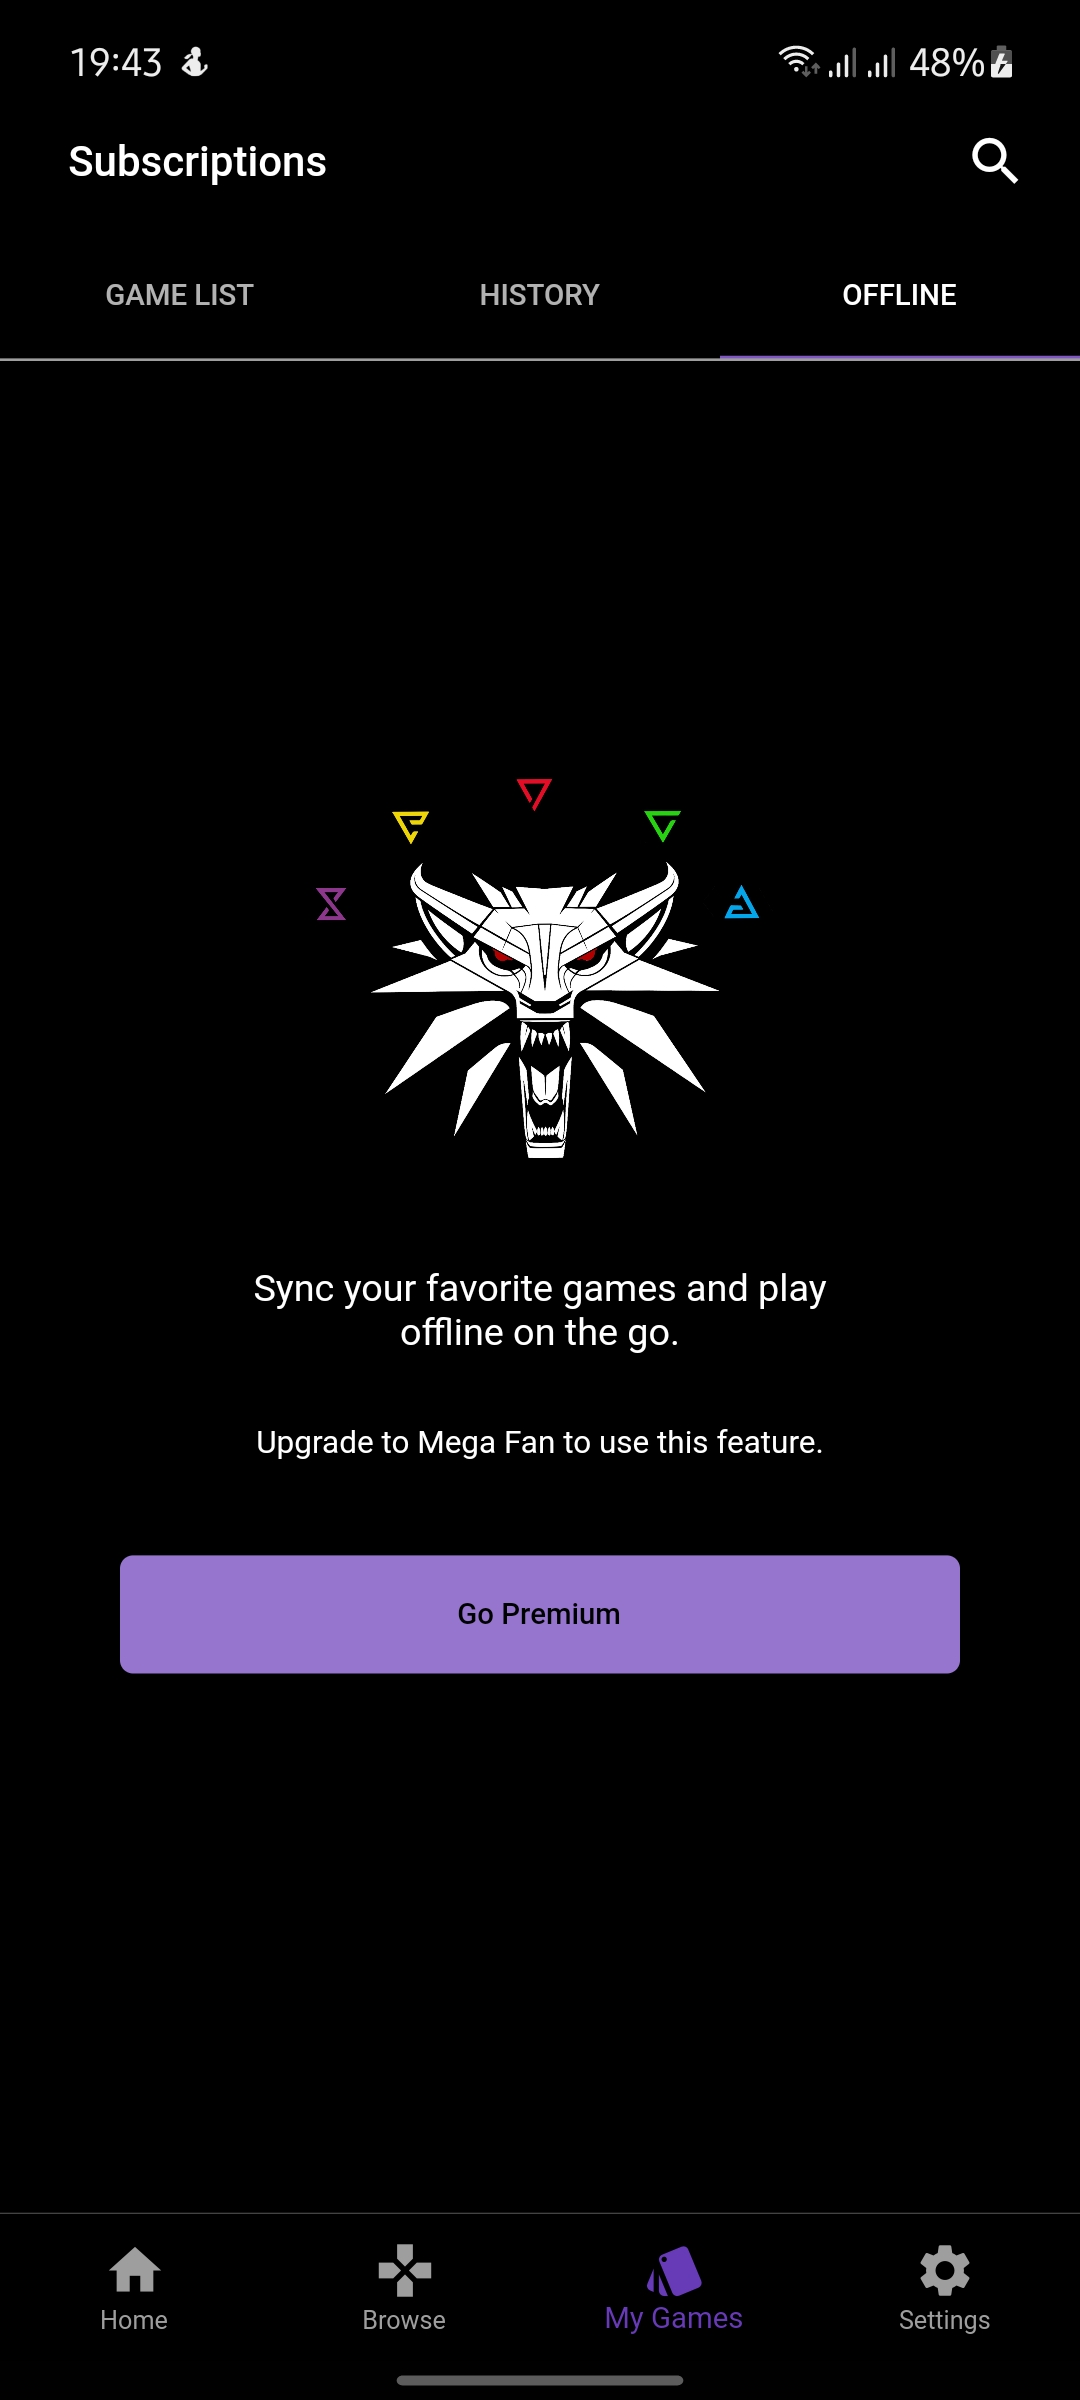 19:43
48%
Subscriptions
GAME LIST
HISTORY
OFFLINE
Sync your favorite games and play
offline on the go.
Upgrade to Mega Fan to use this feature.
Go Premium
Home
Browse
My Games
Settings